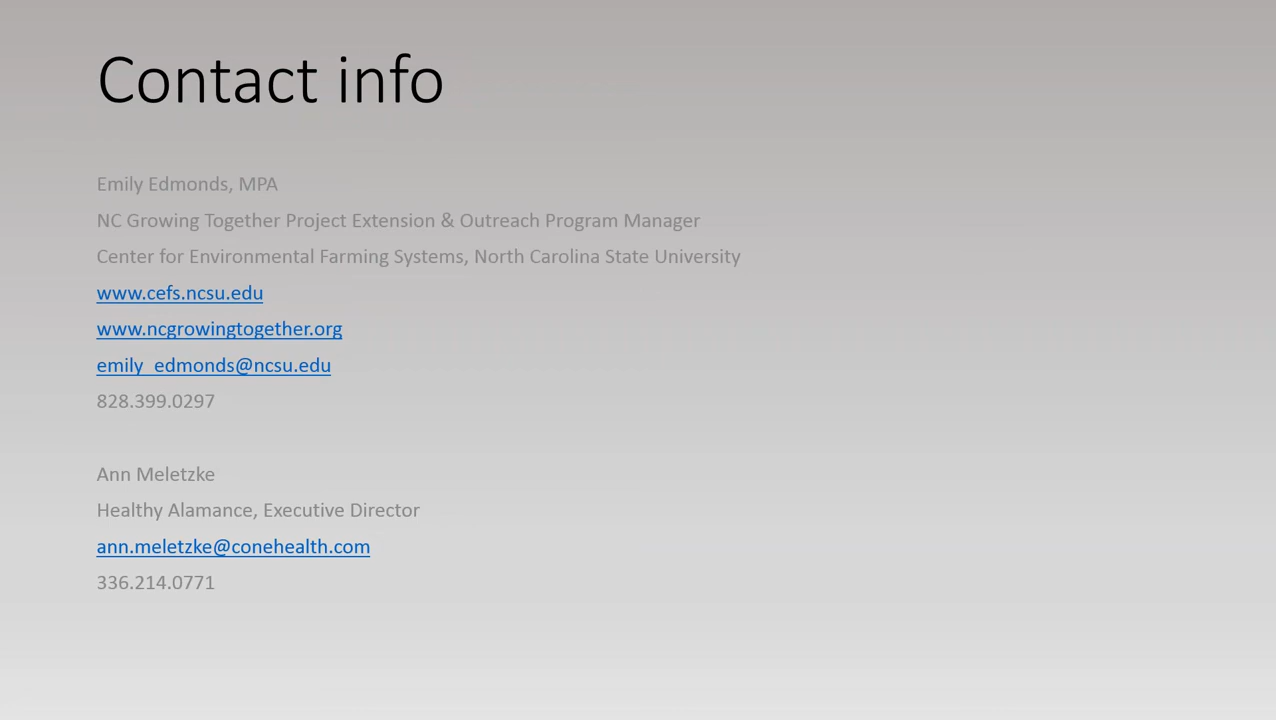 Contact info
Emily Edmonds, MPA
NC Growing Together Project Extension & Outreach Program Manager
Center for Environmental Farming Systems, North Carolina State University
www.cefs.ncsu.edu
www.ncgrowingtogether.org
emily_edmonds@ncsu.edu
828.399.0297
Ann Meletzke
Healthy Alamance, Executive Director
ann.meletzke@conehealth.com
336.214.0771